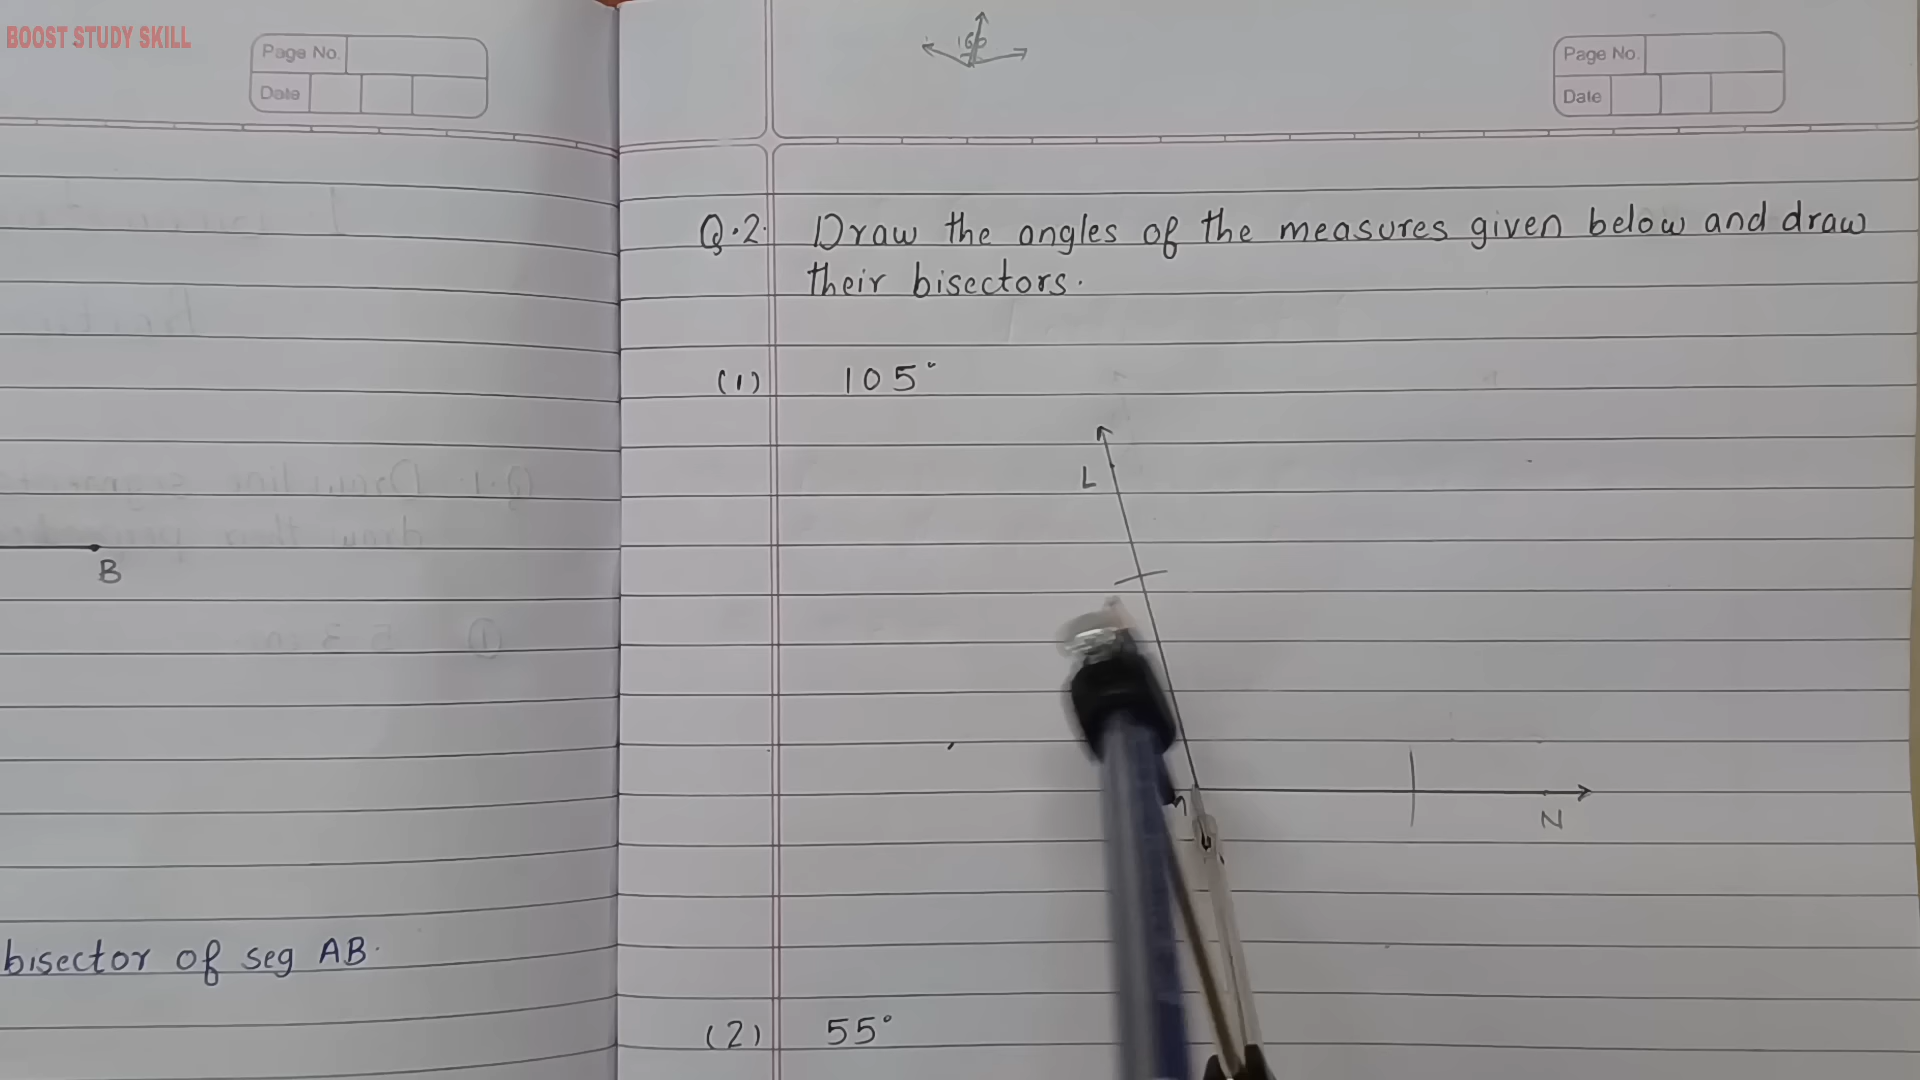 BOOST STUDY SKILL
Page No.
Date
B
bisector of seg AB.
160
Page No.
Date
Q.2. Draw the angles of the measures given below and draw
their bisectors.
(1) 105°
L
N
(2) 55°